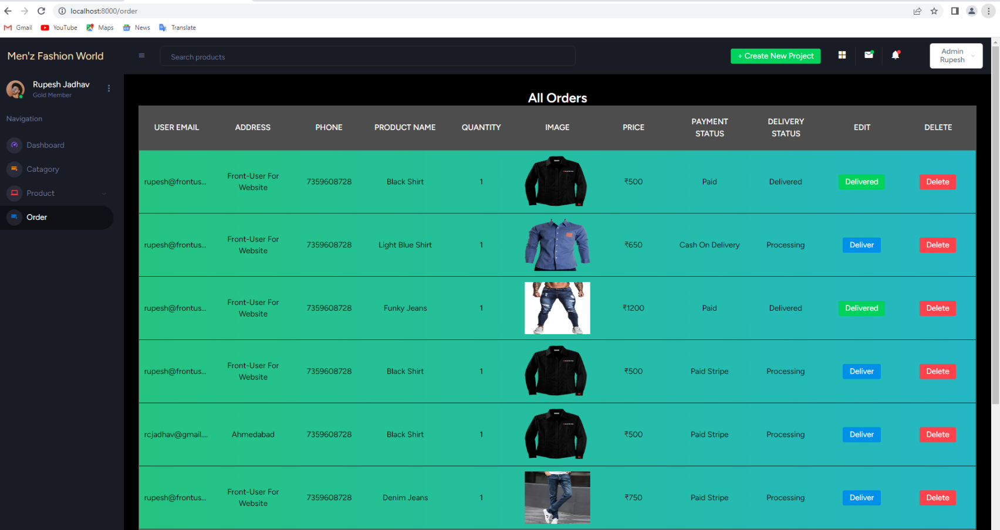 localhost:8000/order
Gmail YouTube Maps News Translate
Men'z Fashion World
Search products
+ Create New Project
Admin
Rupesh
Rupesh Jadhav
Gold Member
Navigation
Dashboard
Catagory
Product
Order
All Orders
USER EMAIL ADDRESS PHONE PRODUCT NAME QUANTITY IMAGE PRICE PAYMENT STATUS DELIVERY STATUS EDIT DELETE
rupesh@frontus... Front-User For Website 7359608728 Black Shirt 1 ₹500 Paid Delivered Delivered Delete
rupesh@frontus... Front-User For Website 7359608728 Light Blue Shirt 1 ₹650 Cash On Delivery Processing Deliver Delete
rupesh@frontus... Front-User For Website 7359608728 Funky Jeans 1 ₹1200 Paid Delivered Delivered Delete
rupesh@frontus... Front-User For Website 7359608728 Black Shirt 1 ₹500 Paid Stripe Processing Deliver Delete
rcjadhav@gmail.... Ahmedabad 7359608728 Black Shirt 1 ₹500 Paid Stripe Processing Deliver Delete
rupesh@frontus... Front-User For Website 7359608728 Denim Jeans 1 ₹750 Paid Stripe Processing Deliver Delete